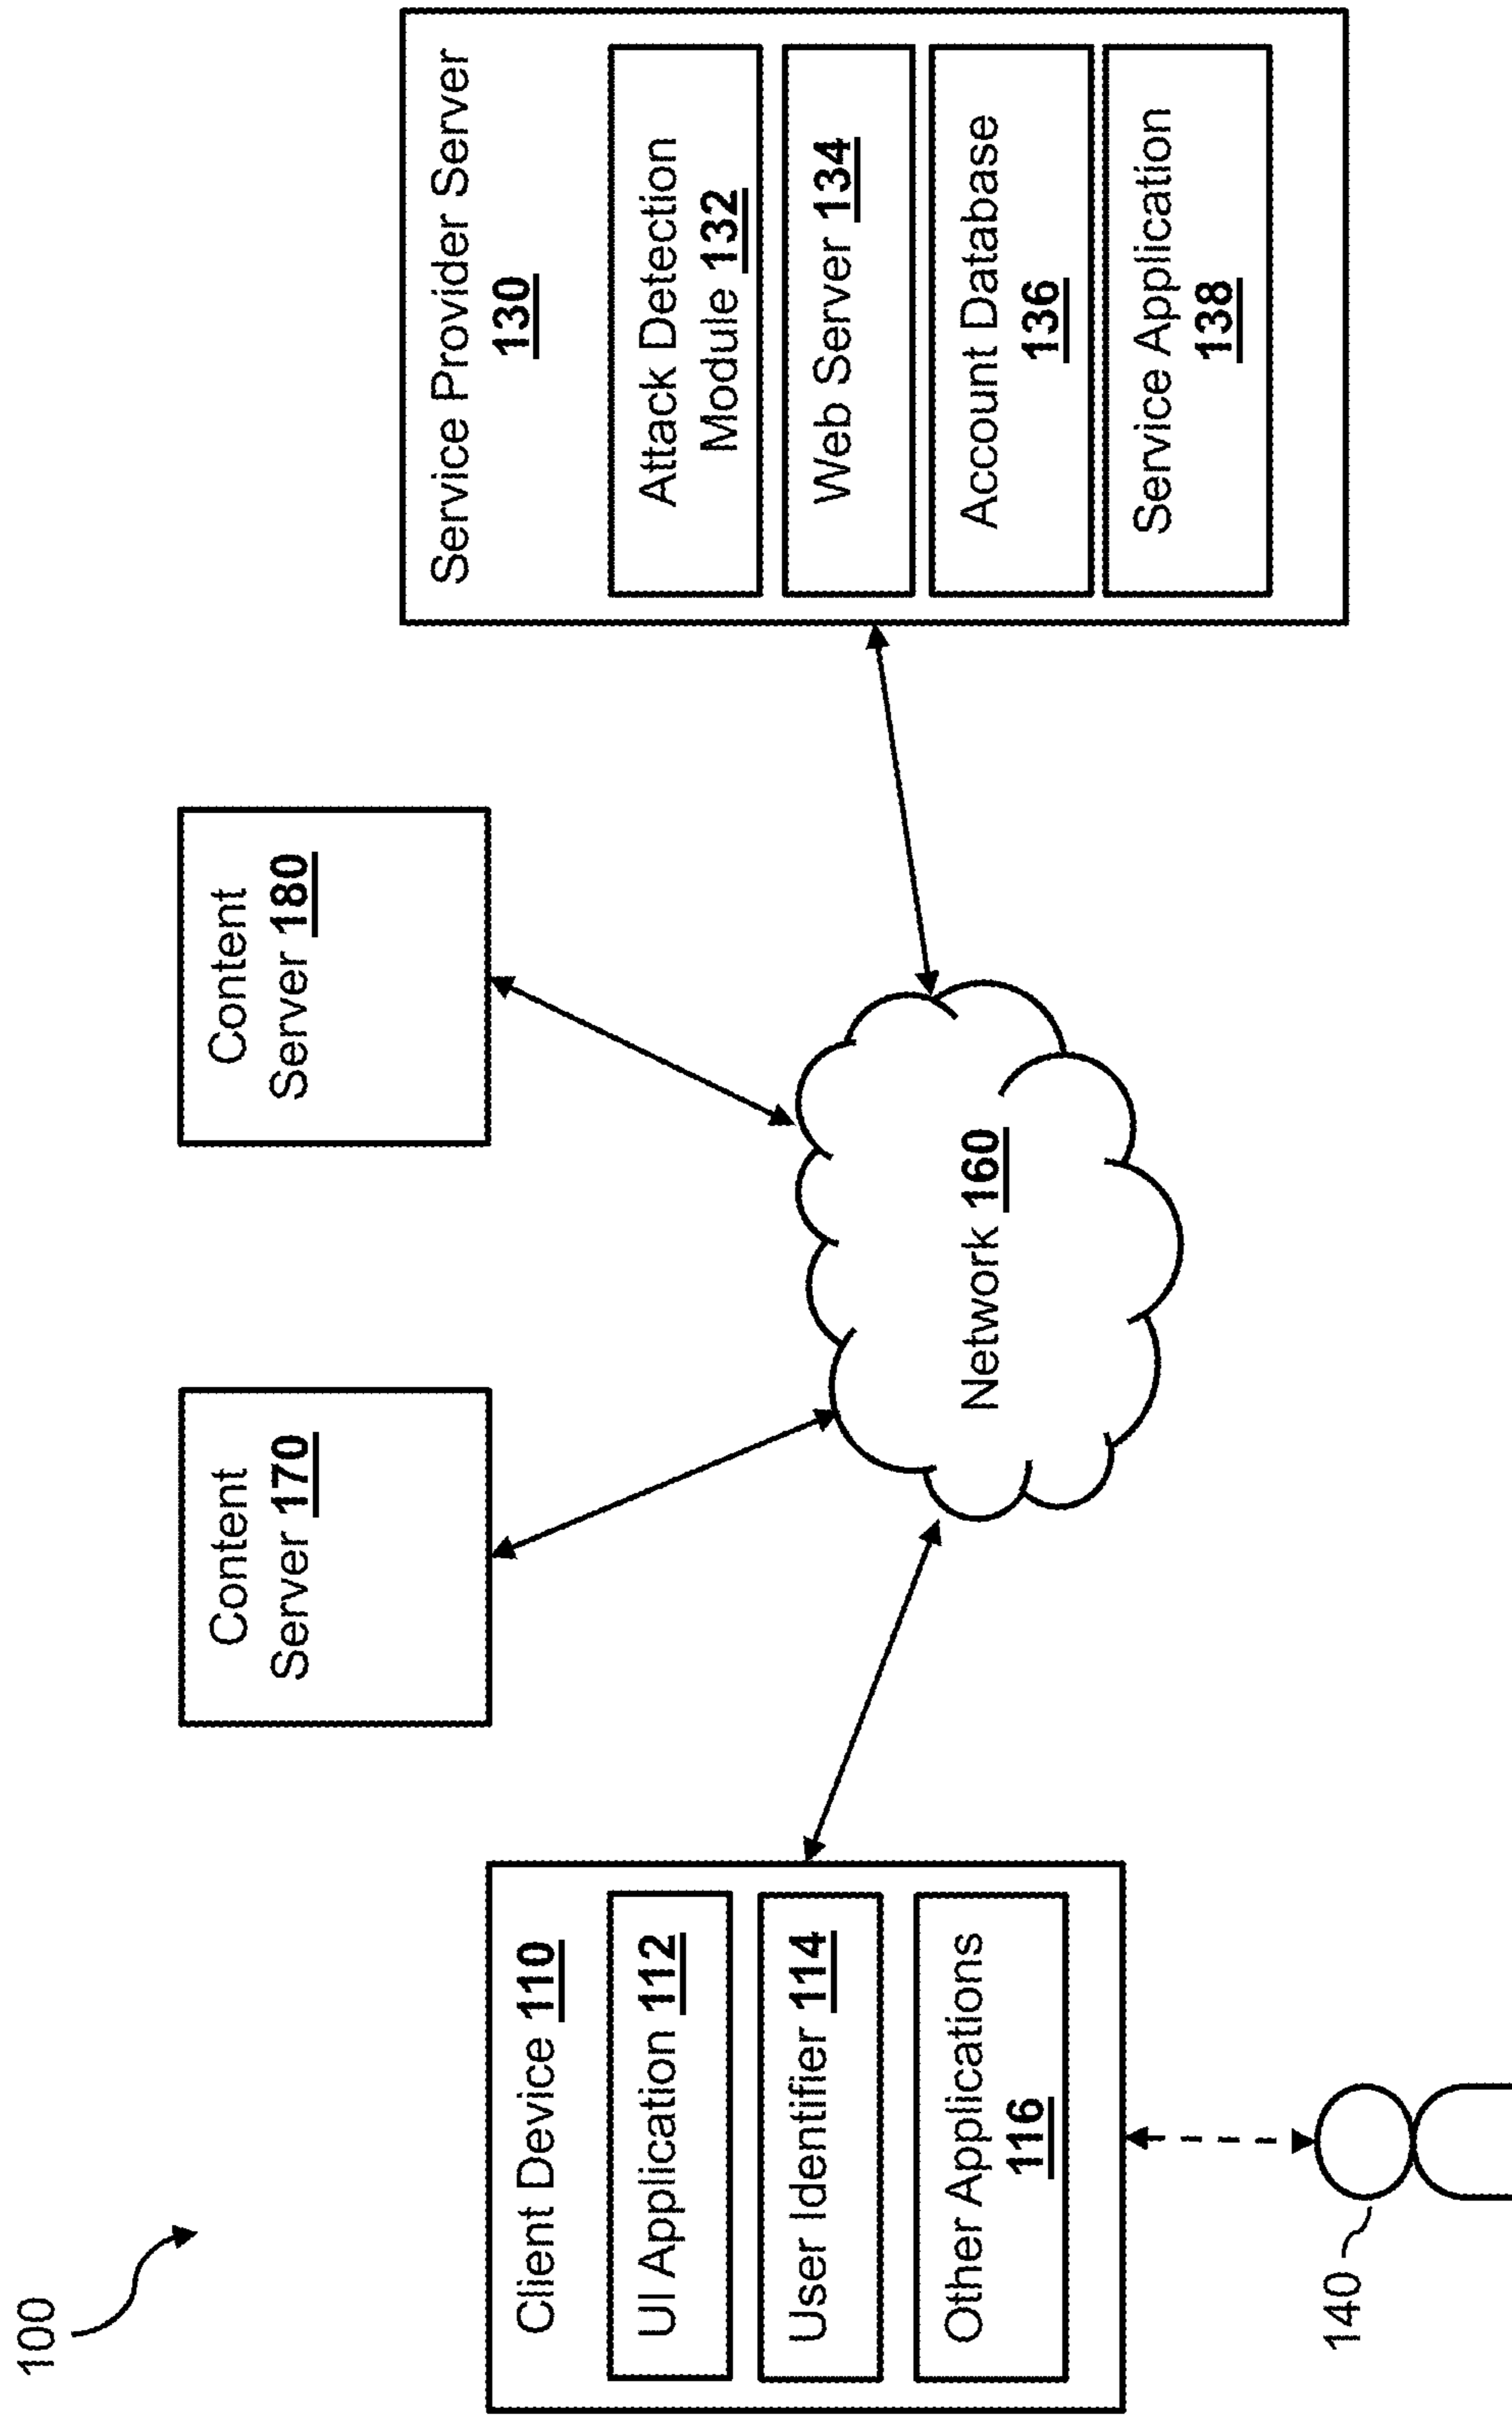 100
Client Device 110
UI Application 112
User Identifier 114
Other Applications
116
140
Content
Server 170
Content
Server 180
Network 160
Service Provider Server
130
Attack Detection
Module 132
Web Server 134
Account Database
136
Service Application
138